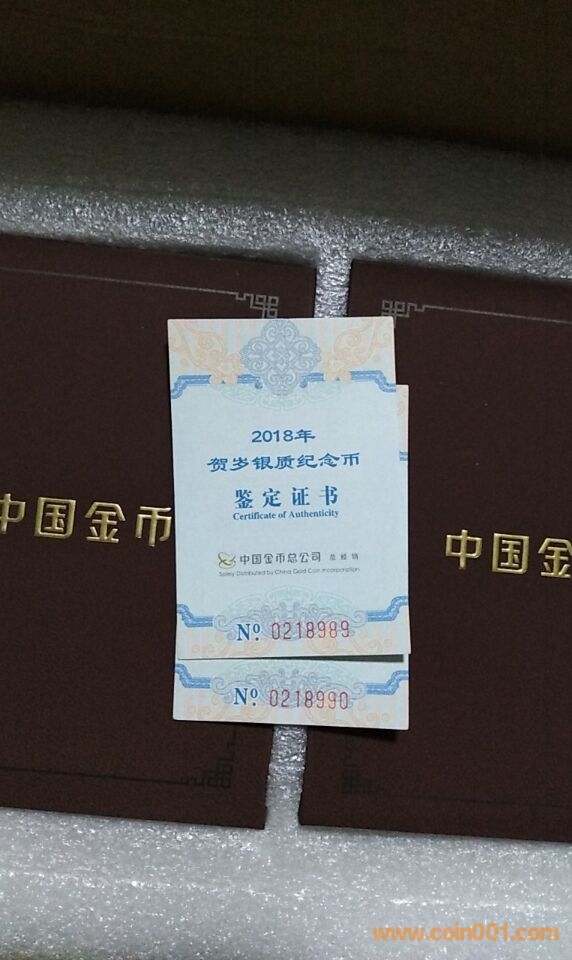 2018年
贺岁银质纪念币
鉴定证书
Certificate of Authenticity
中国金币总公司 总经销
Solely Distributed by China Gold Coin Incorporation
Nº 0218989
Nº 0218990
中国金币
中国金
www.coin001.com